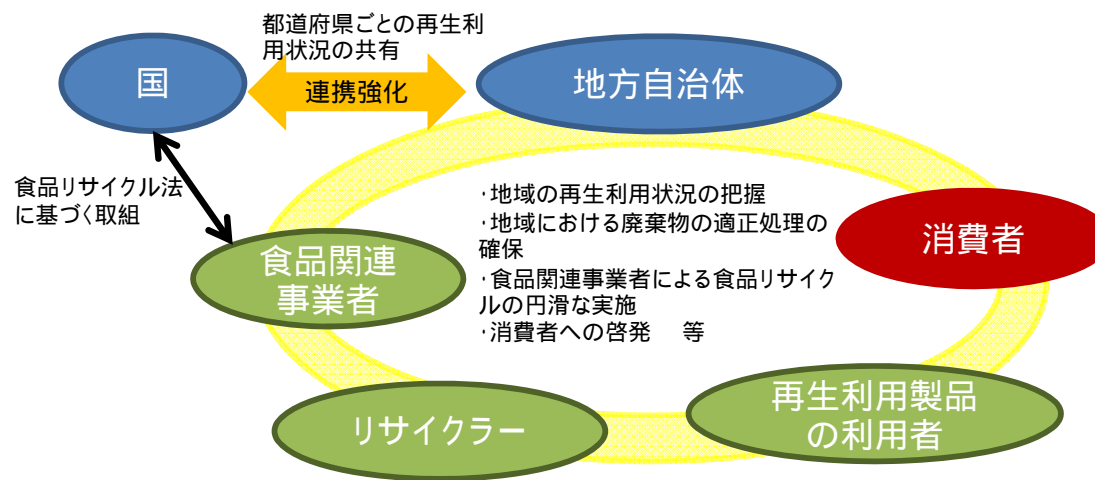 都道府県ごとの再生利
用状況の共有
国
連携強化
地方自治体
食品リサイクル法
に基づく取組
・地域の再生利用状況の把握
・地域における廃棄物の適正処理の
確保
・食品関連事業者による食品リサイク
ルの円滑な実施
・消費者への啓発　等
消費者
食品関連
事業者
リサイクラー
再生利用製品
の利用者